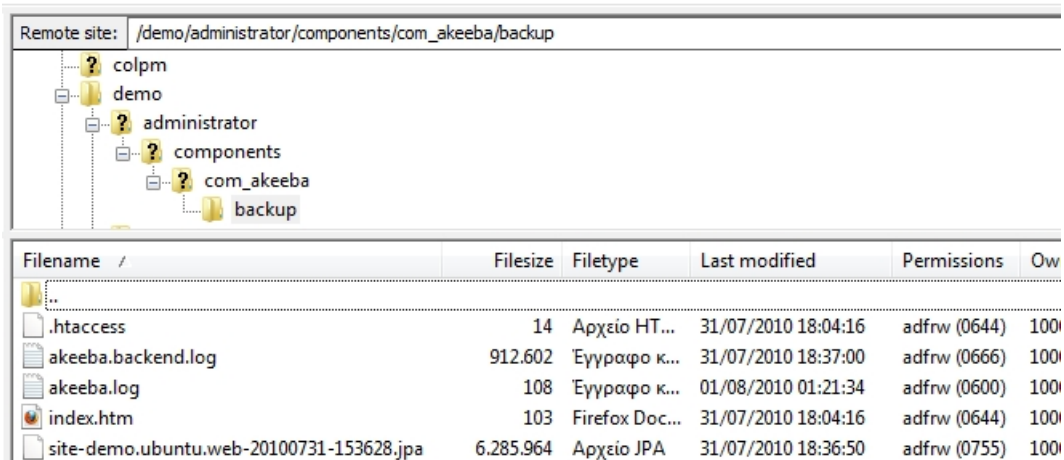 Remote site: /demo/administrator/components/com_akeeba/backup
colpm
demo
administrator
components
com_akeeba
backup
Filename Filesize Filetype Last modified Permissions Ow
..
.htaccess 14 Αρχείο HT... 31/07/2010 18:04:16 adfrw (0644) 100
akeeba.backend.log 912.602 Έγγραφο κ... 31/07/2010 18:37:00 adfrw (0666) 100
akeeba.log 108 Έγγραφο κ... 01/08/2010 01:21:34 adfrw (0600) 100
index.htm 103 Firefox Doc... 31/07/2010 18:04:16 adfrw (0644) 100
site-demo.ubuntu.web-20100731-153628.jpa 6.285.964 Αρχείο JPA 31/07/2010 18:36:50 adfrw (0755) 100